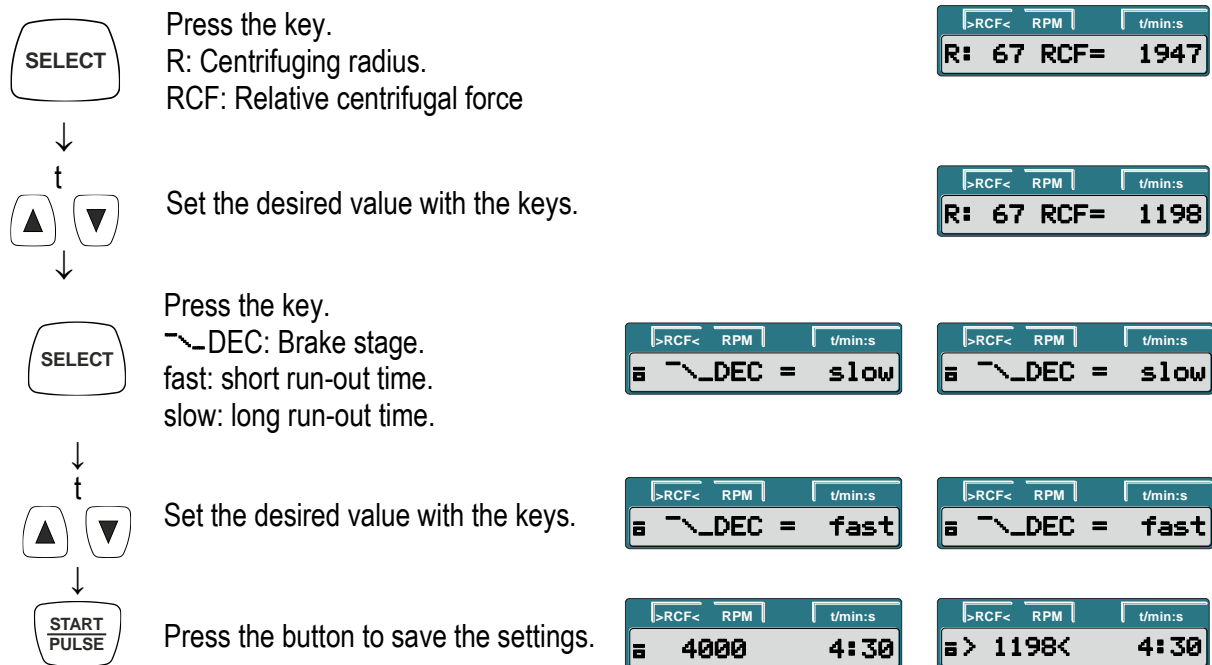 SELECT
Press the key.
R: Centrifuging radius.
RCF: Relative centrifugal force
>RCF< RPM t/min:s
R: 67 RCF= 1947
↓
t
▲ ▼
Set the desired value with the keys.
>RCF< RPM t/min:s
R: 67 RCF= 1198
↓
SELECT
Press the key.
DEC: Brake stage.
fast: short run-out time.
slow: long run-out time.
>RCF< RPM t/min:s
DEC = slow
>RCF< RPM t/min:s
DEC = slow
↓
t
▲ ▼
Set the desired value with the keys.
>RCF< RPM t/min:s
DEC = fast
>RCF< RPM t/min:s
DEC = fast
↓
START
PULSE
Press the button to save the settings.
>RCF< RPM t/min:s
4000 4:30
>RCF< RPM t/min:s
> 1198< 4:30